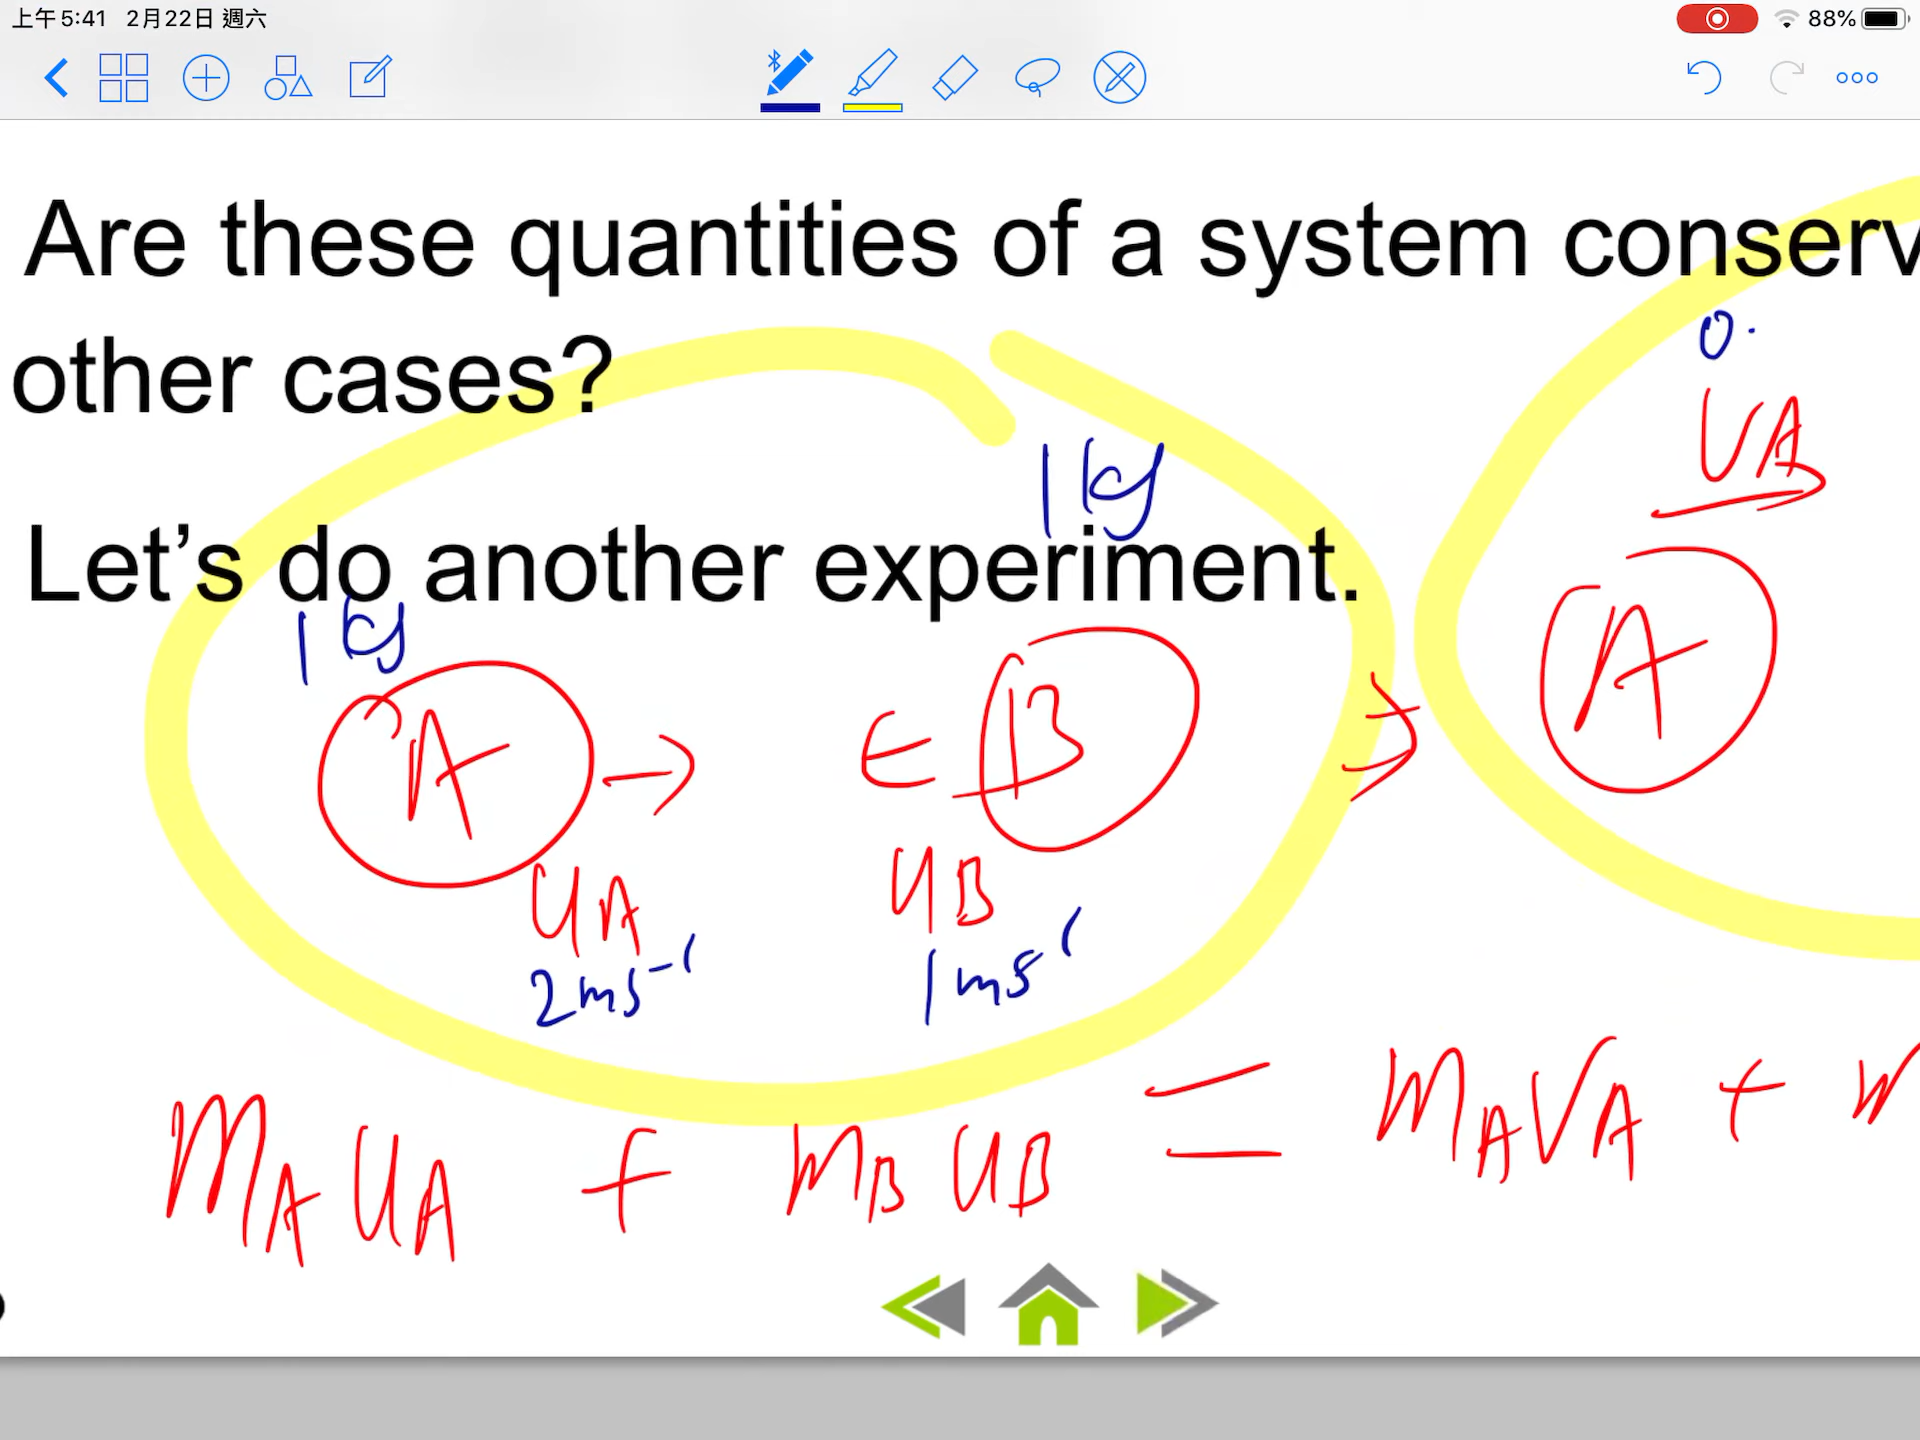 上午5:41 2月22日 週六 88%
Are these quantities of a system conserv
other cases?
0.
VA
1kg
Let's do another experiment.
1kg
A → ← B ⇒ A
UA UB
2ms⁻¹ 1ms⁻¹
MAUA + MBUB = MAVA +